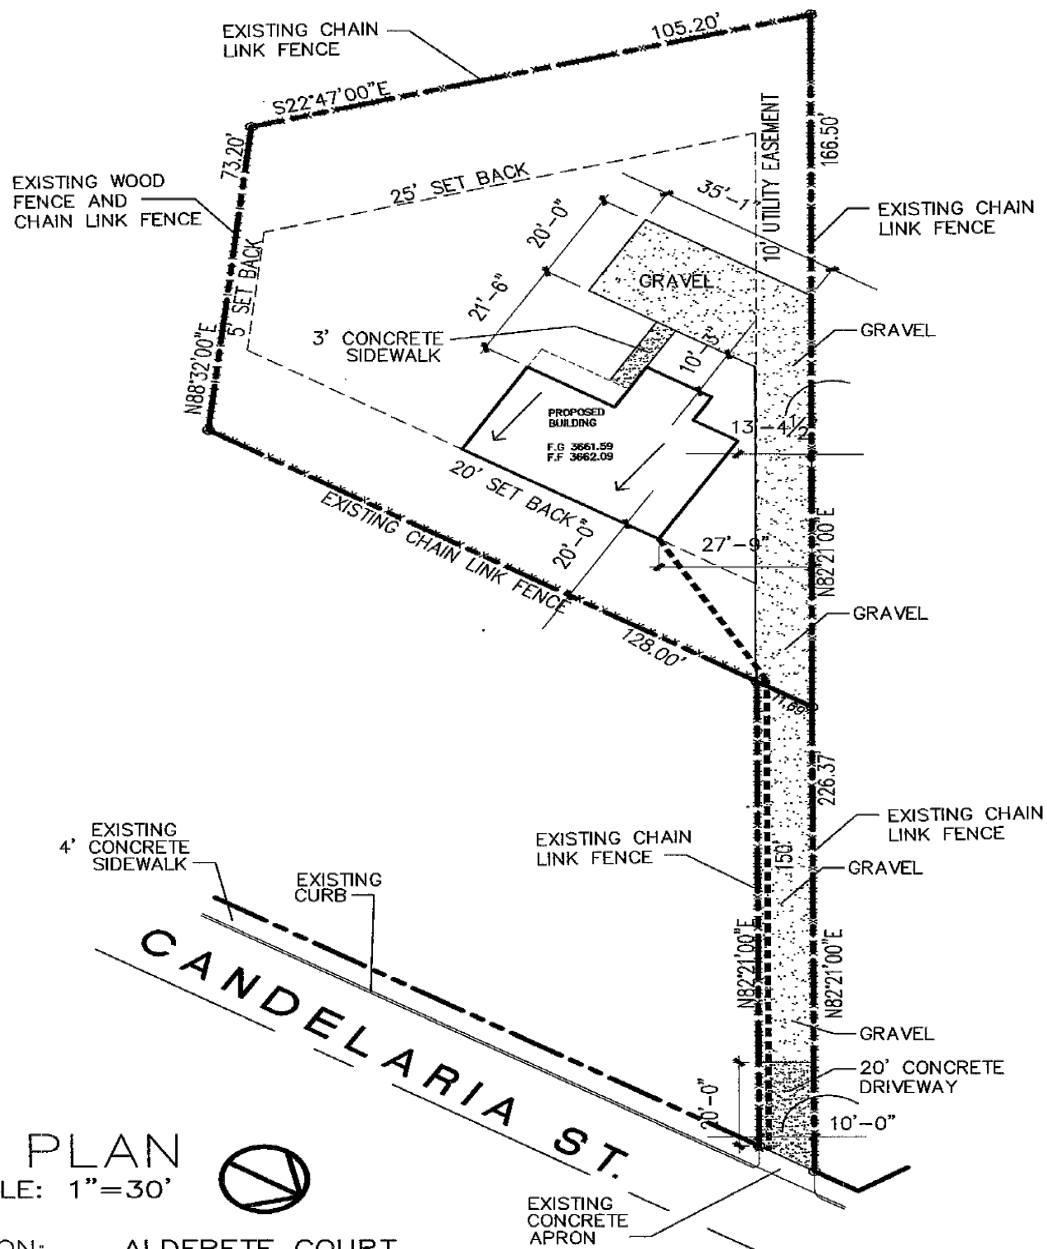 EXISTING CHAIN
LINK FENCE
105.20'
S22°47'00"E
73.20'
EXISTING WOOD
FENCE AND
CHAIN LINK FENCE
25' SET BACK
10' UTILITY EASEMENT
166.50'
35'-1"
EXISTING CHAIN
LINK FENCE
20'-0"
GRAVEL
5' SET BACK
21'-6"
3' CONCRETE
SIDEWALK
10'-3"
GRAVEL
N88°32'00"E
PROPOSED
BUILDING
F.G 3661.59
F.F 3662.09
13'-4½"
20' SET BACK
EXISTING CHAIN LINK FENCE
20'-0"
27'-9"
N82°21'00"E
GRAVEL
128.00'
11.69'
226.37'
EXISTING CHAIN
LINK FENCE
EXISTING CHAIN
LINK FENCE
150'
GRAVEL
4' EXISTING
CONCRETE
SIDEWALK
EXISTING
CURB
CANDELARIA ST.
N82°21'00"E
N82°21'00"E
GRAVEL
20' CONCRETE
DRIVEWAY
20'-0"
10'-0"
PLAN
LE: 1"=30'
EXISTING
CONCRETE
APRON
ON: ALDERETE COURT